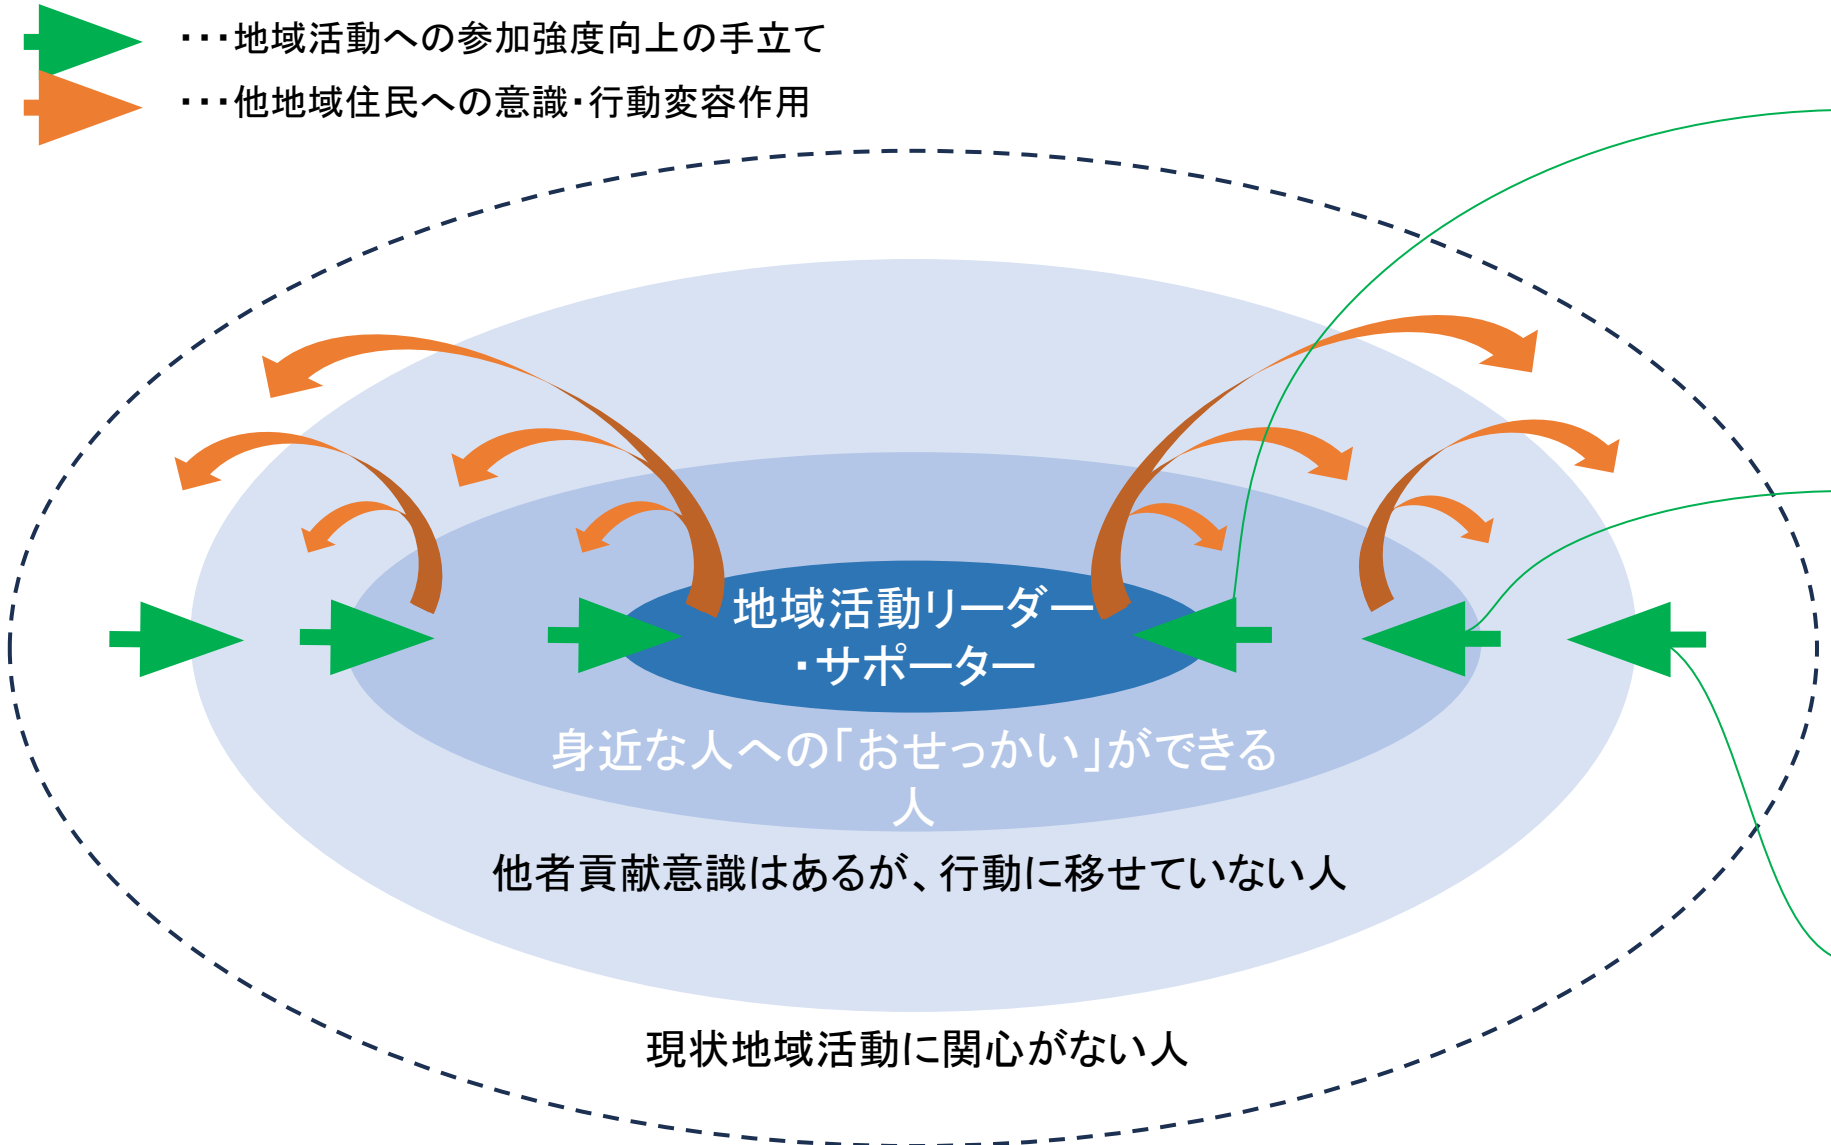 ・・・地域活動への参加強度向上の手立て
・・・他地域住民への意識・行動変容作用
地域活動リーダー
・サポーター
身近な人への「おせっかい」ができる
人
他者貢献意識はあるが、行動に移せていない人
現状地域活動に関心がない人